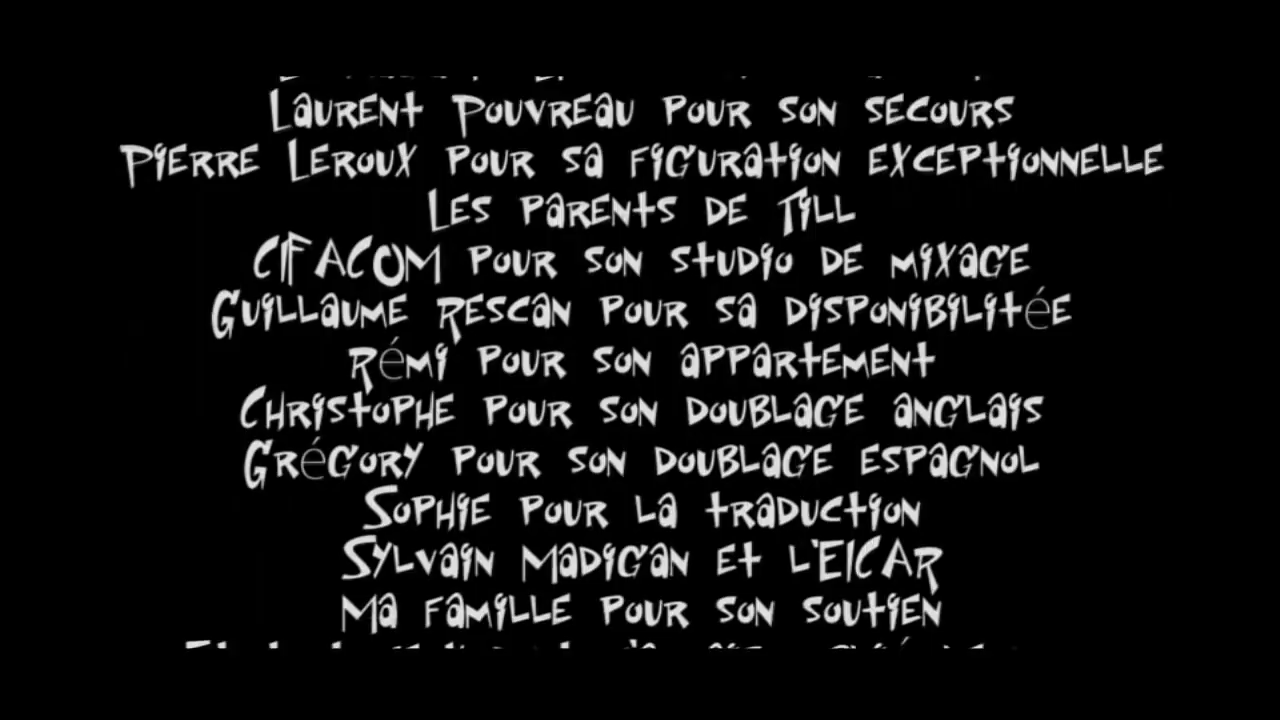 Laurent Pouvreau pour son secours
Pierre Leroux pour sa figuration exceptionnelle
Les parents de Till
CIFACOM pour son studio de mixage
Guillaume Rescan pour sa disponibilitée
Rémi pour son appartement
Christophe pour son doublage anglais
Grégory pour son doublage espagnol
Sophie pour la traduction
Sylvain Madigan et l'EICAR
Ma famille pour son soutien